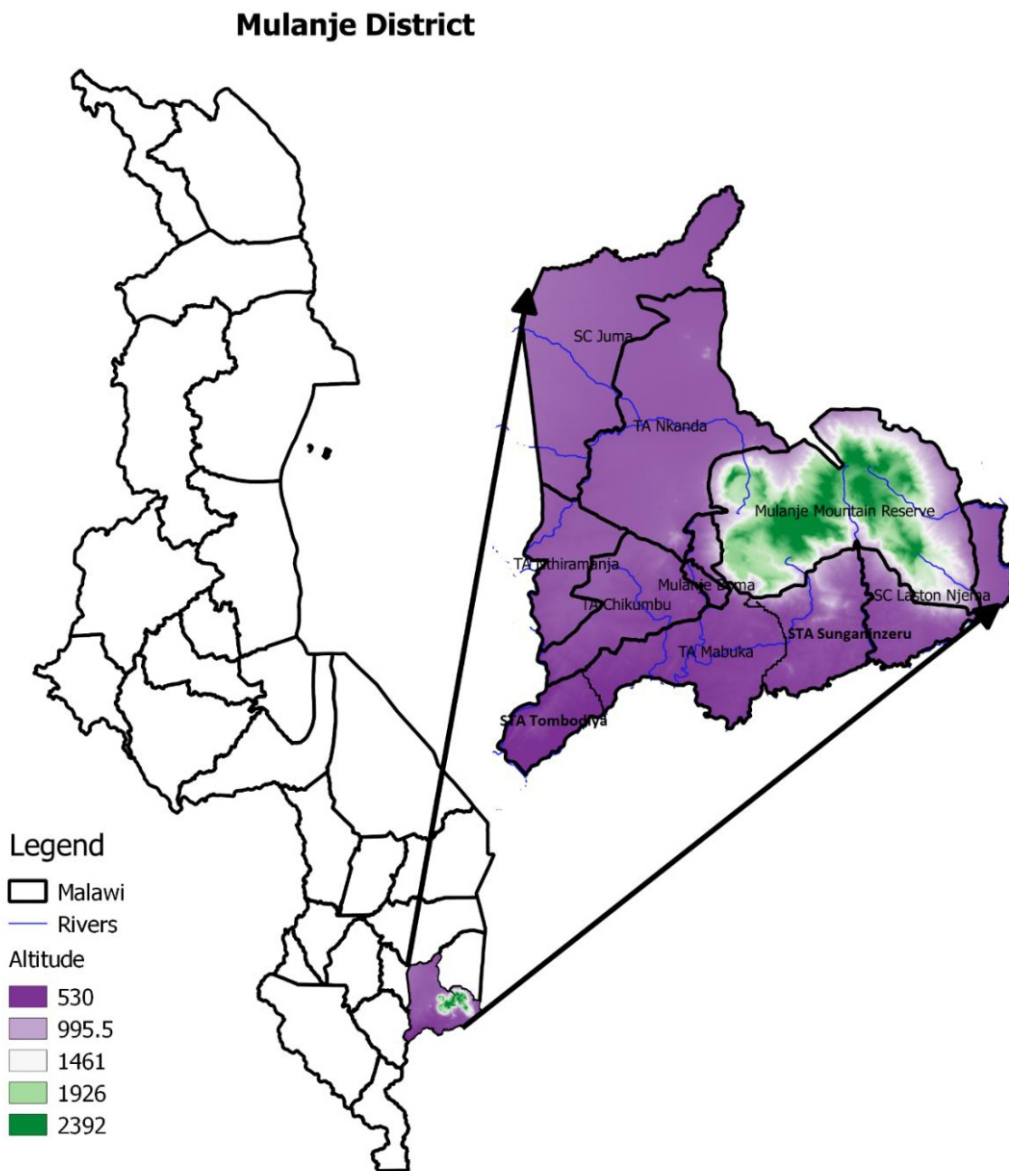 Mulanje District
SC Juma
TA Nkanda
Mulanje Mountain Reserve
TA Nthiramanja
Mulanje Boma
SC Laston Njema
TA Chikumbu
STA Sunganinzeru
TA Mabuka
STA Tombodiya
Legend
Malawi
Rivers
Altitude
530
995.5
1461
1926
2392